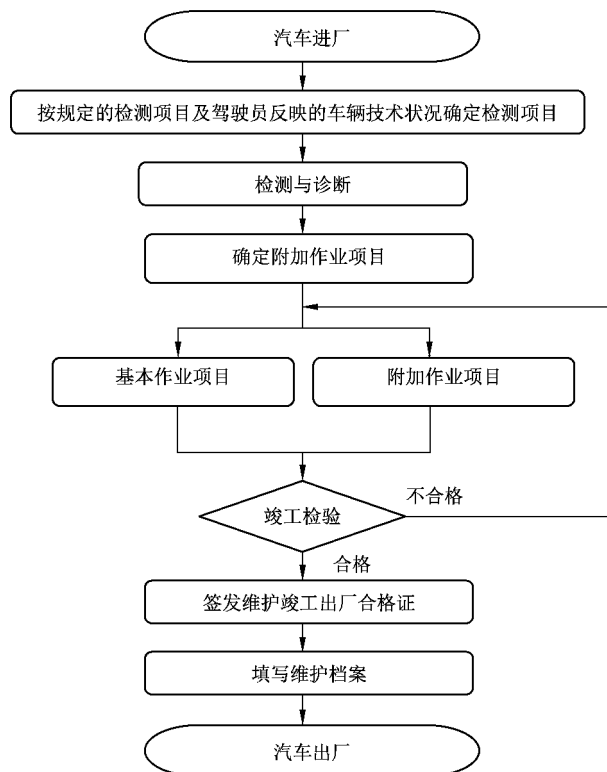 汽车进厂
按规定的检测项目及驾驶员反映的车辆技术状况确定检测项目
检测与诊断
确定附加作业项目
基本作业项目
附加作业项目
竣工检验
不合格
合格
签发维护竣工出厂合格证
填写维护档案
汽车出厂